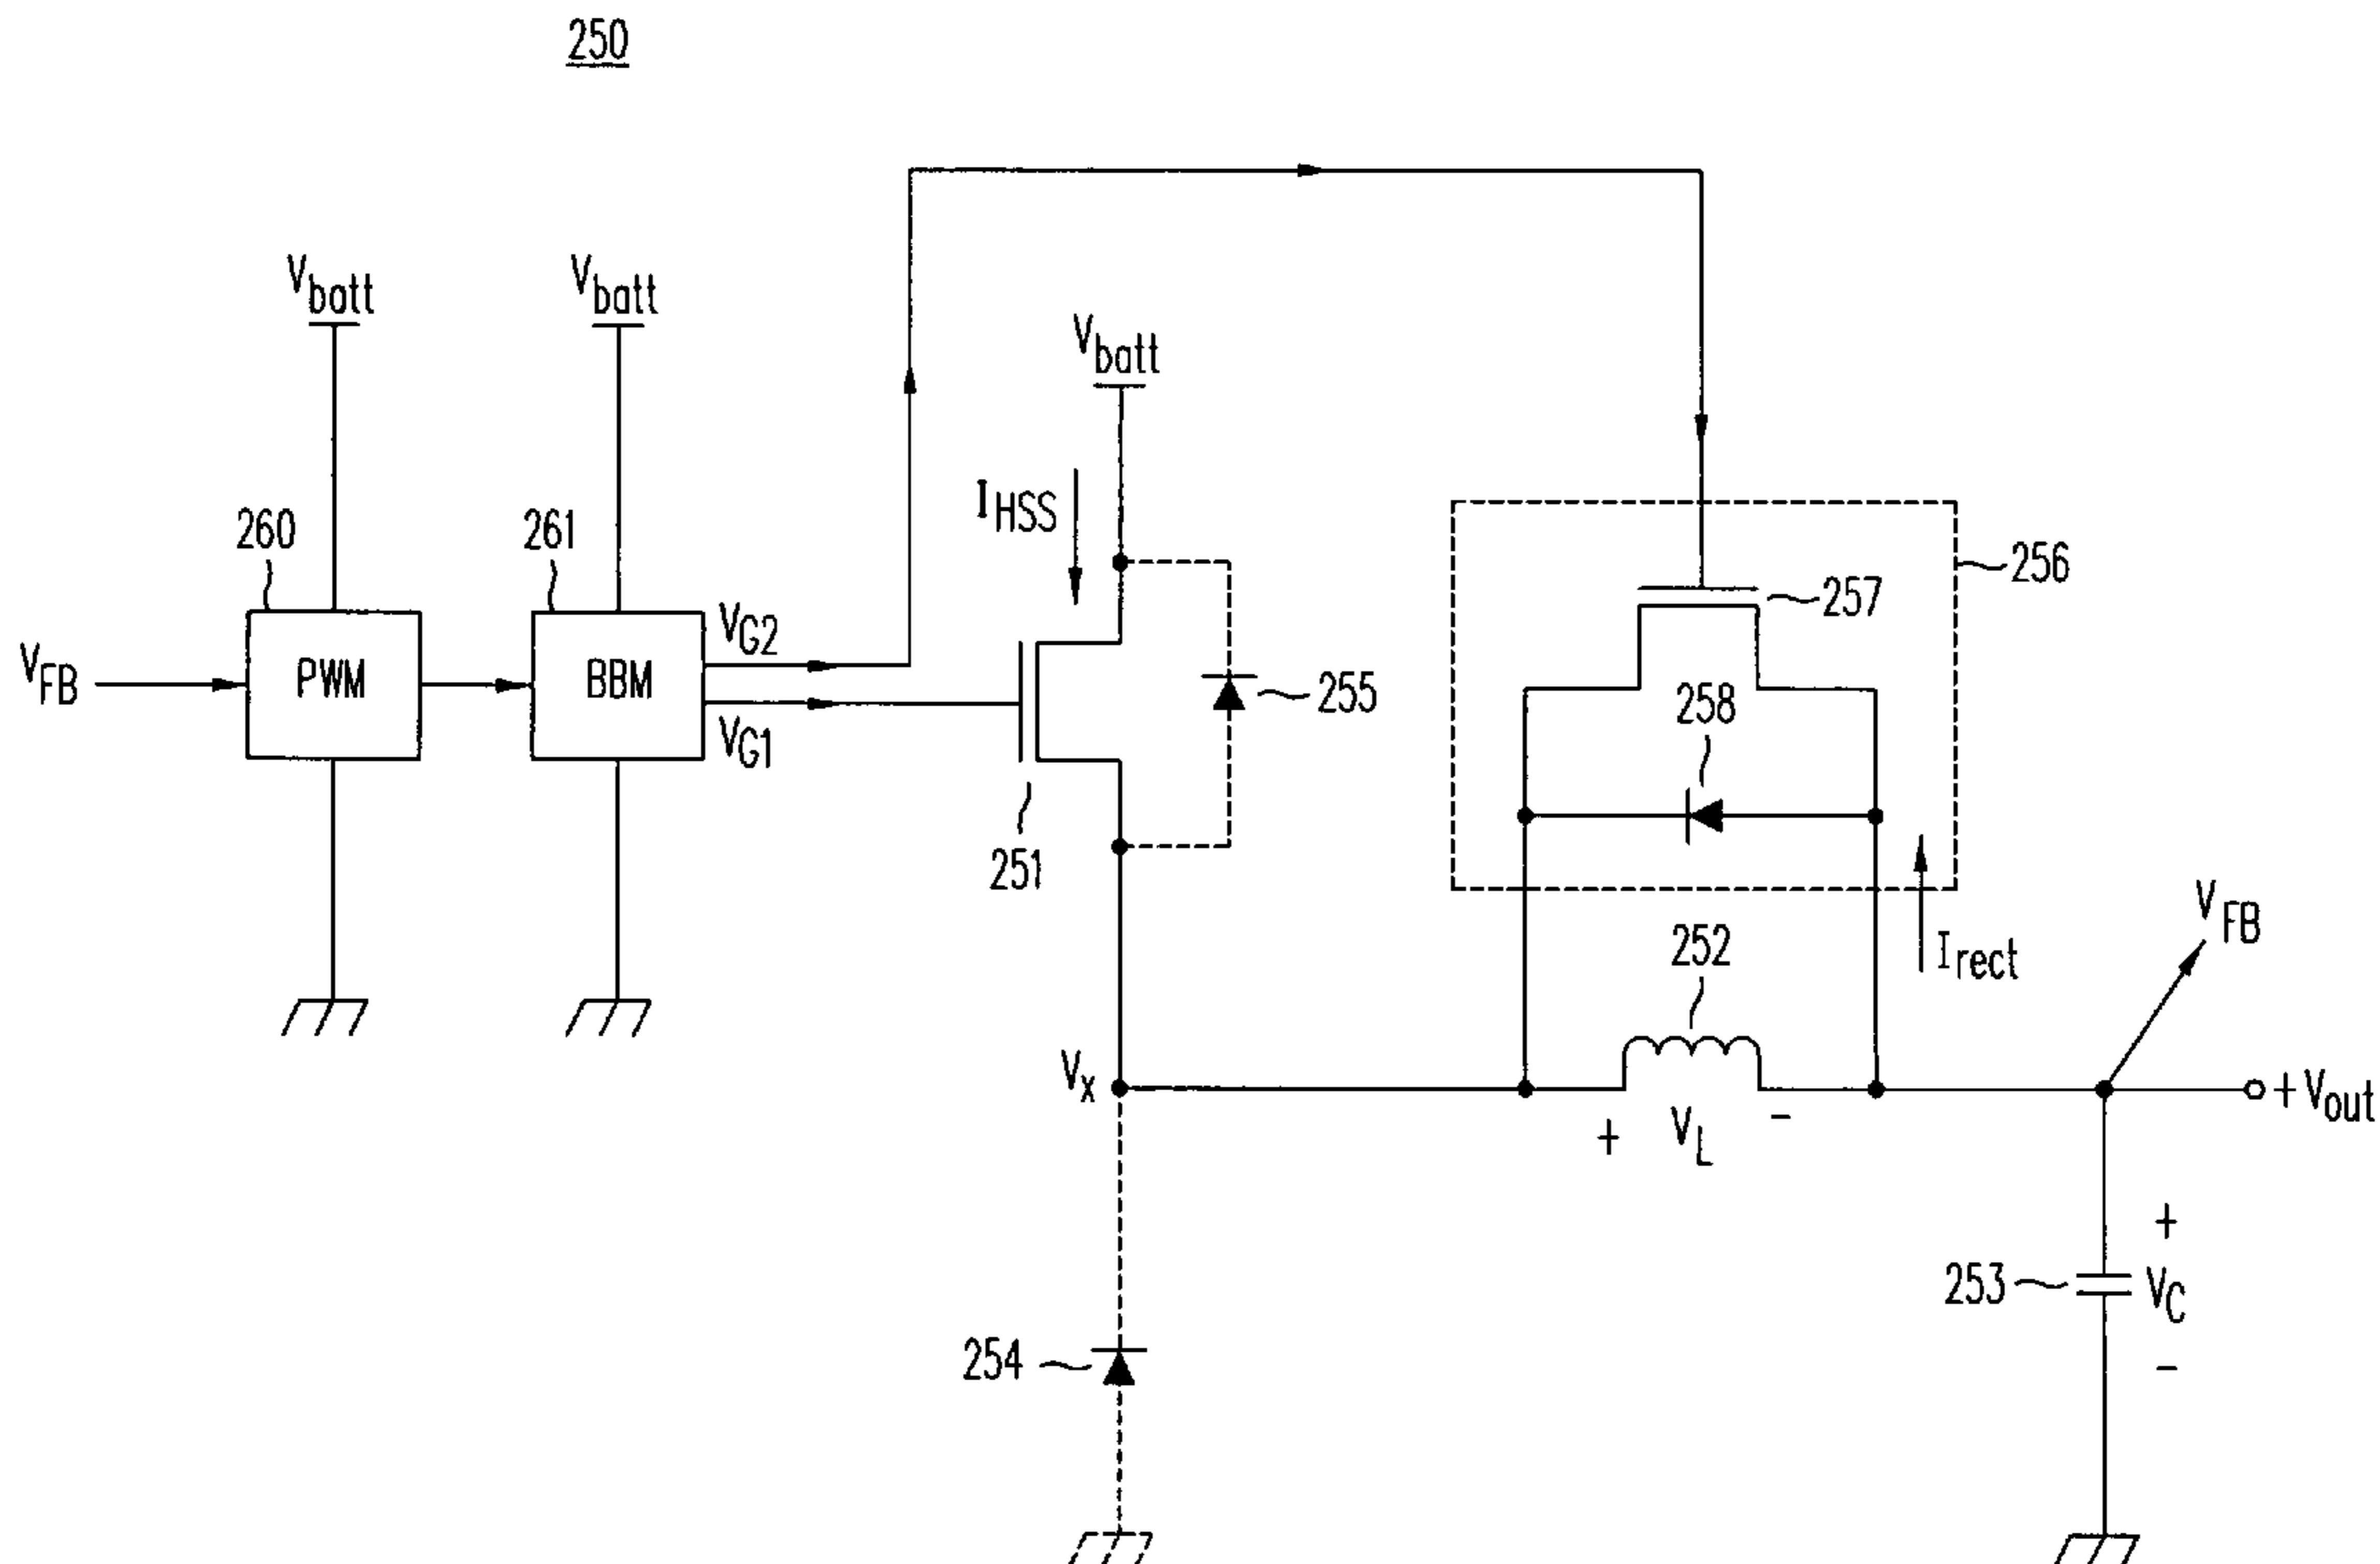 250
Vbatt
Vbatt
Vbatt
IHSS
260
261
256
257
VG2
VFB
PWM
BBM
255
258
VG1
251
VFB
252
Irect
Vx
+ Vout
+ VL -
+
253
VC
-
254